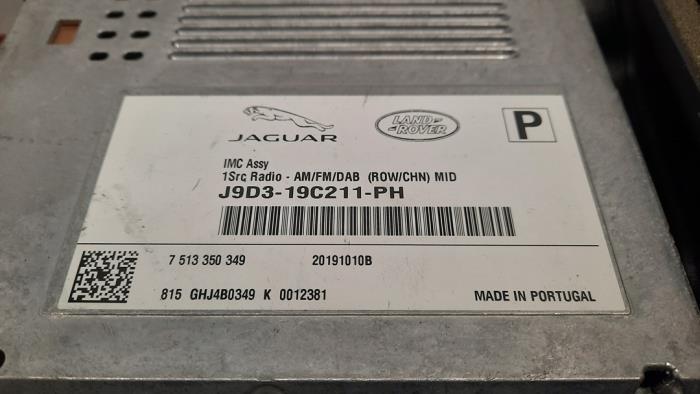 JAGUAR
LAND ROVER
P
IMC Assy
1Src Radio - AM/FM/DAB (ROW/CHN) MID
J9D3-19C211-PH
7 513 350 349 20191010B
815 GHJ4B0349 K 0012381 MADE IN PORTUGAL